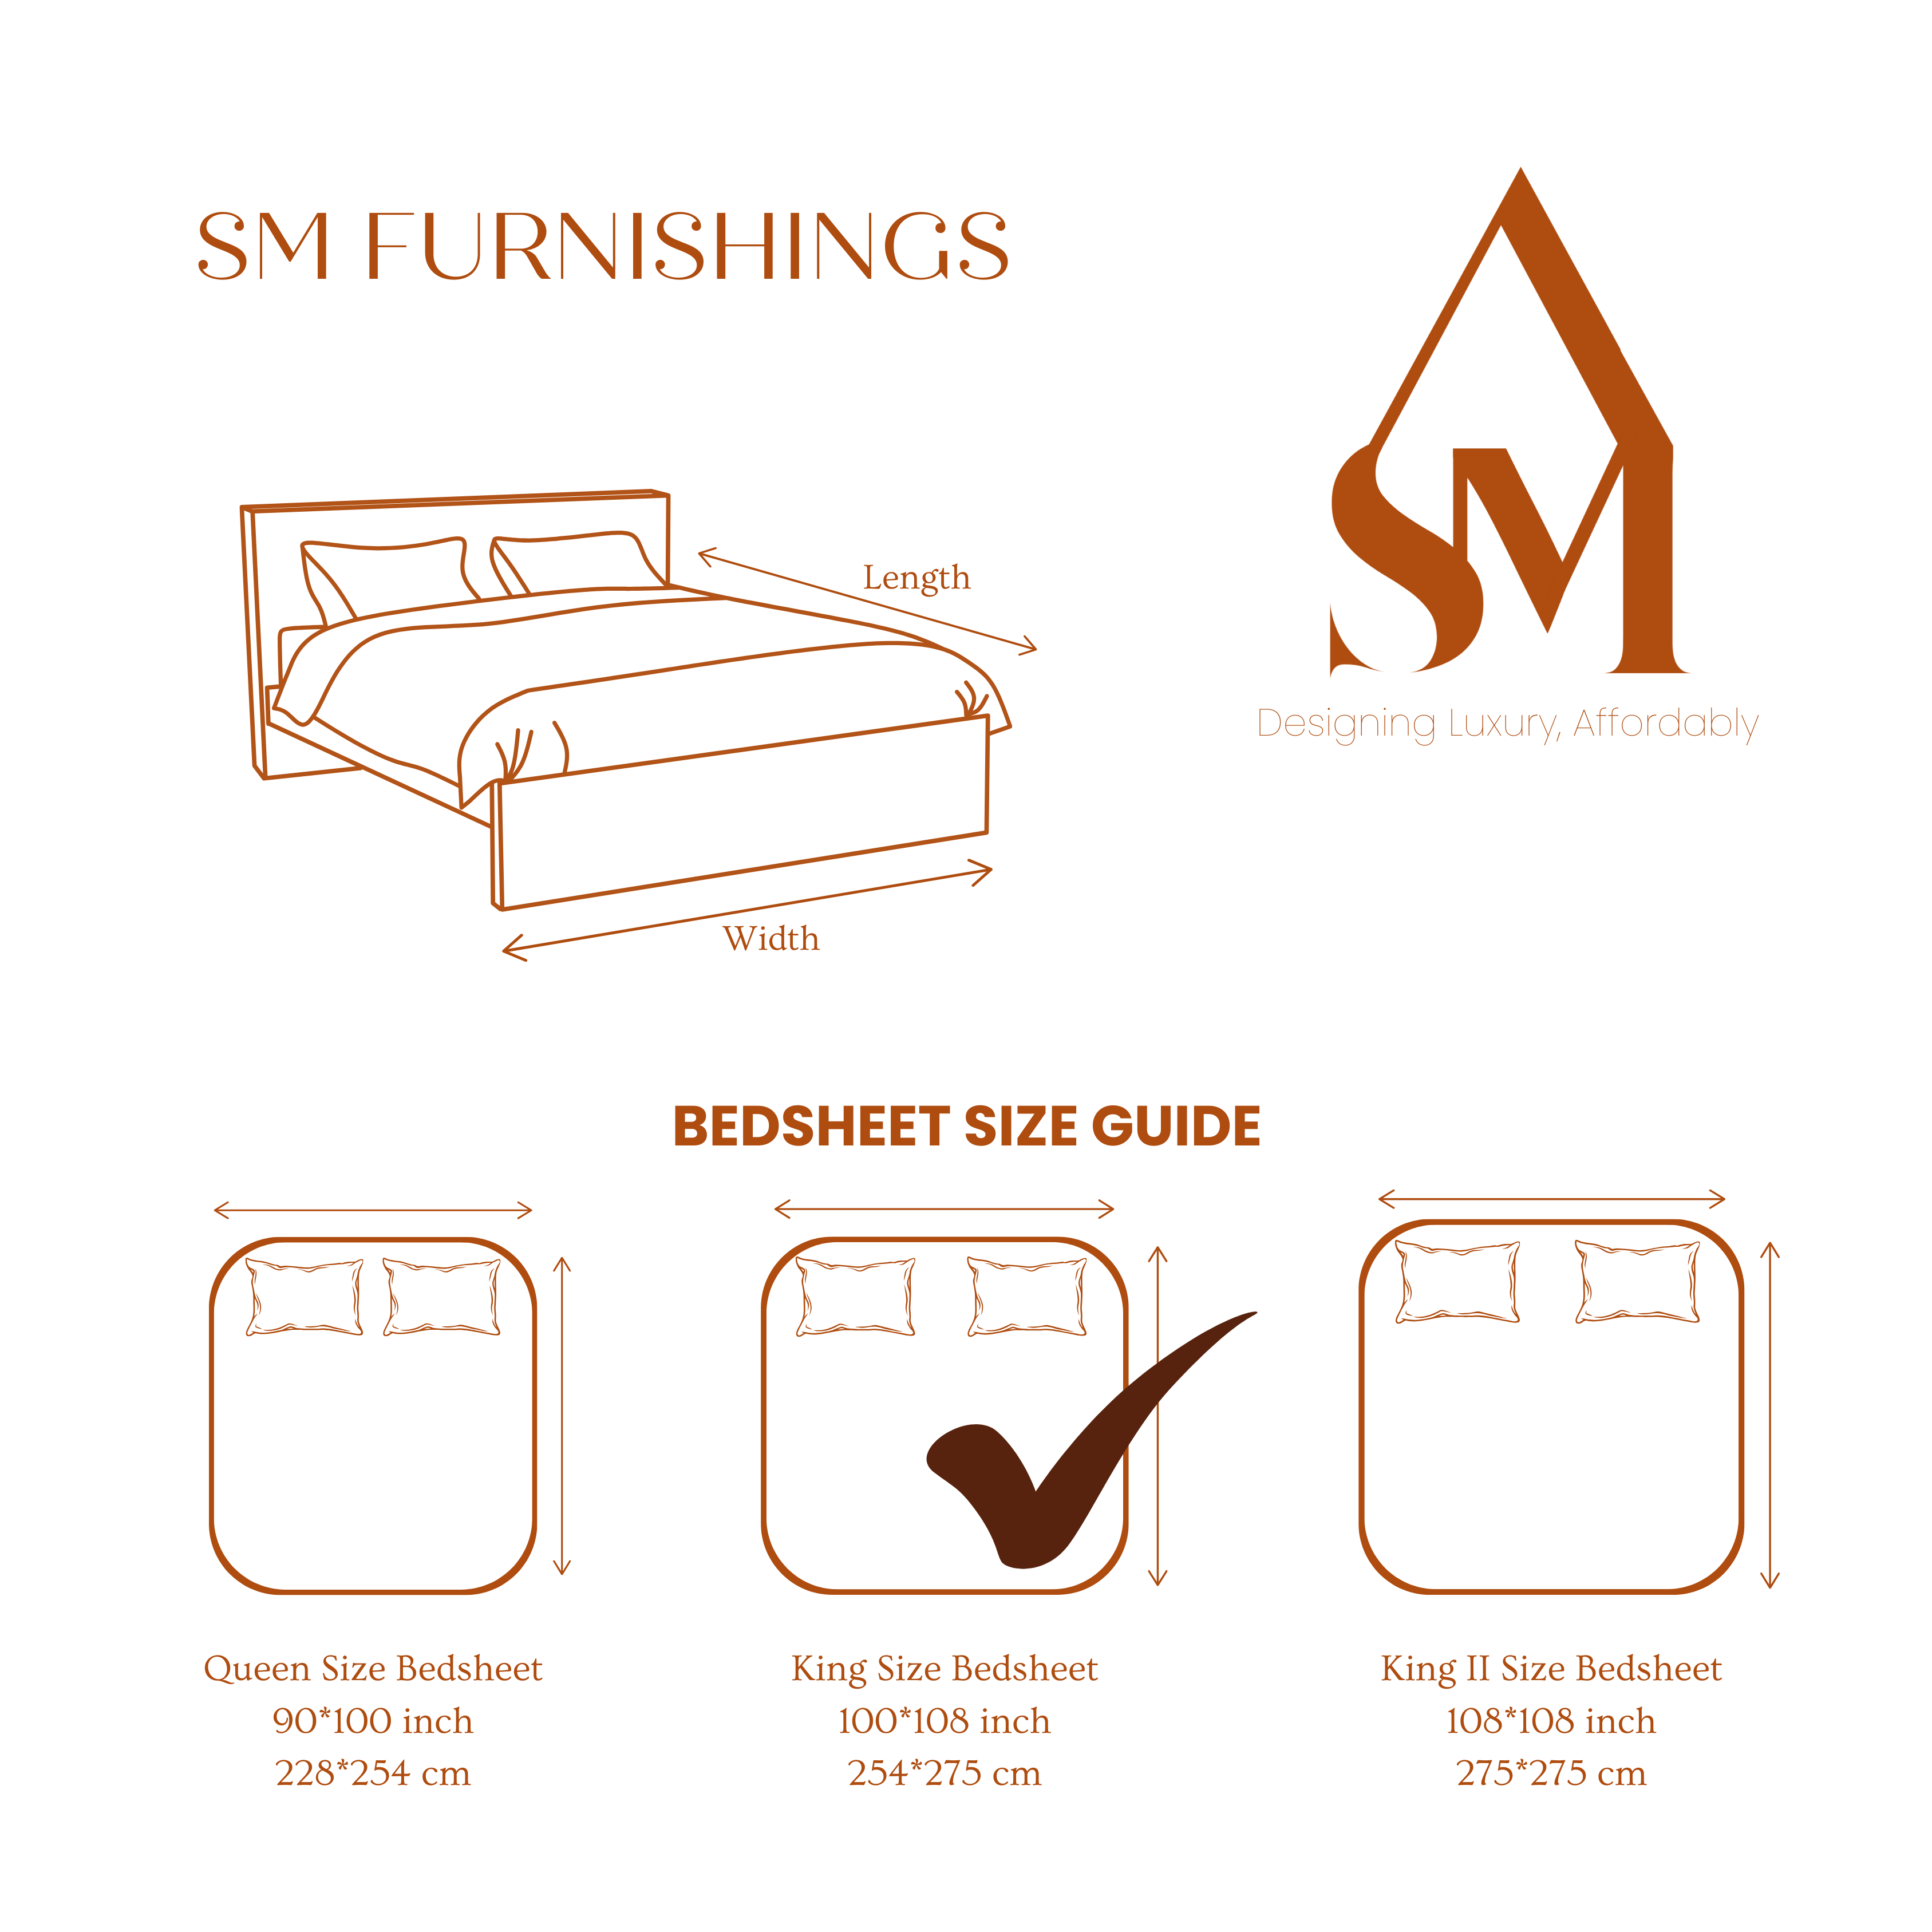 SM FURNISHINGS
SM
Designing Luxury, Affordably
Length
Width
BEDSHEET SIZE GUIDE
Queen Size Bedsheet
90*100 inch
228*254 cm
King Size Bedsheet
100*108 inch
254*275 cm
King II Size Bedsheet
108*108 inch
275*275 cm